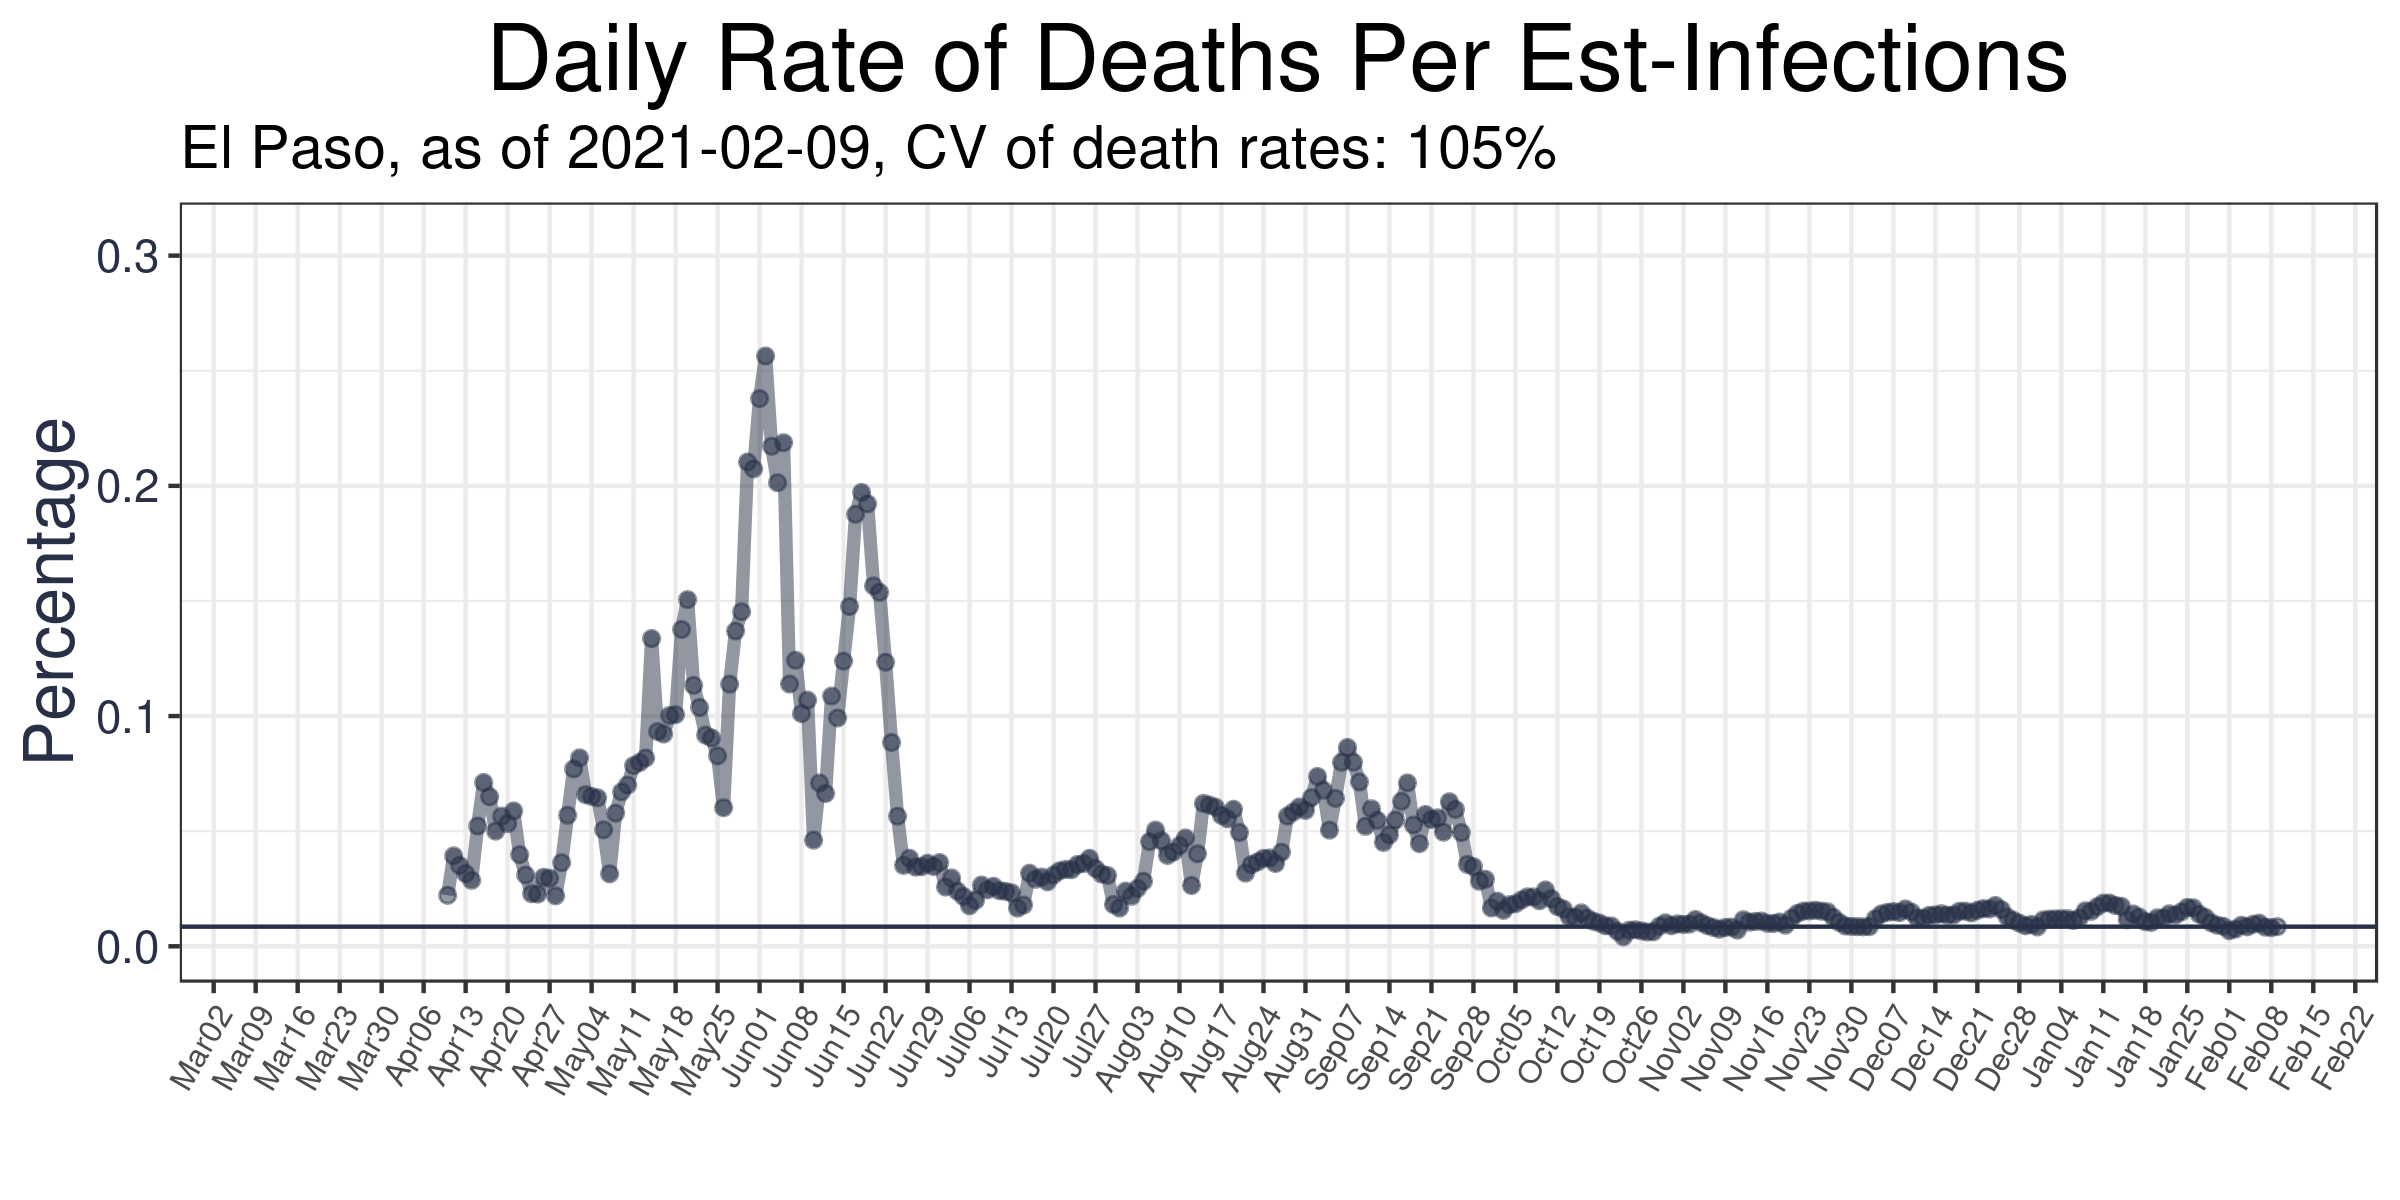 Daily Rate of Deaths Per Est-Infections
El Paso, as of 2021-02-09, CV of death rates: 105%
Percentage
0.3
0.2
0.1
0.0
Mar02 Mar09 Mar16 Mar23 Mar30 Apr06 Apr13 Apr20 Apr27 May04 May11 May18 May25 Jun01 Jun08 Jun15 Jun22 Jun29 Jul06 Jul13 Jul20 Jul27 Aug03 Aug10 Aug17 Aug24 Aug31 Sep07 Sep14 Sep21 Sep28 Oct05 Oct12 Oct19 Oct26 Nov02 Nov09 Nov16 Nov23 Nov30 Dec07 Dec14 Dec21 Dec28 Jan04 Jan11 Jan18 Jan25 Feb01 Feb08 Feb15 Feb22